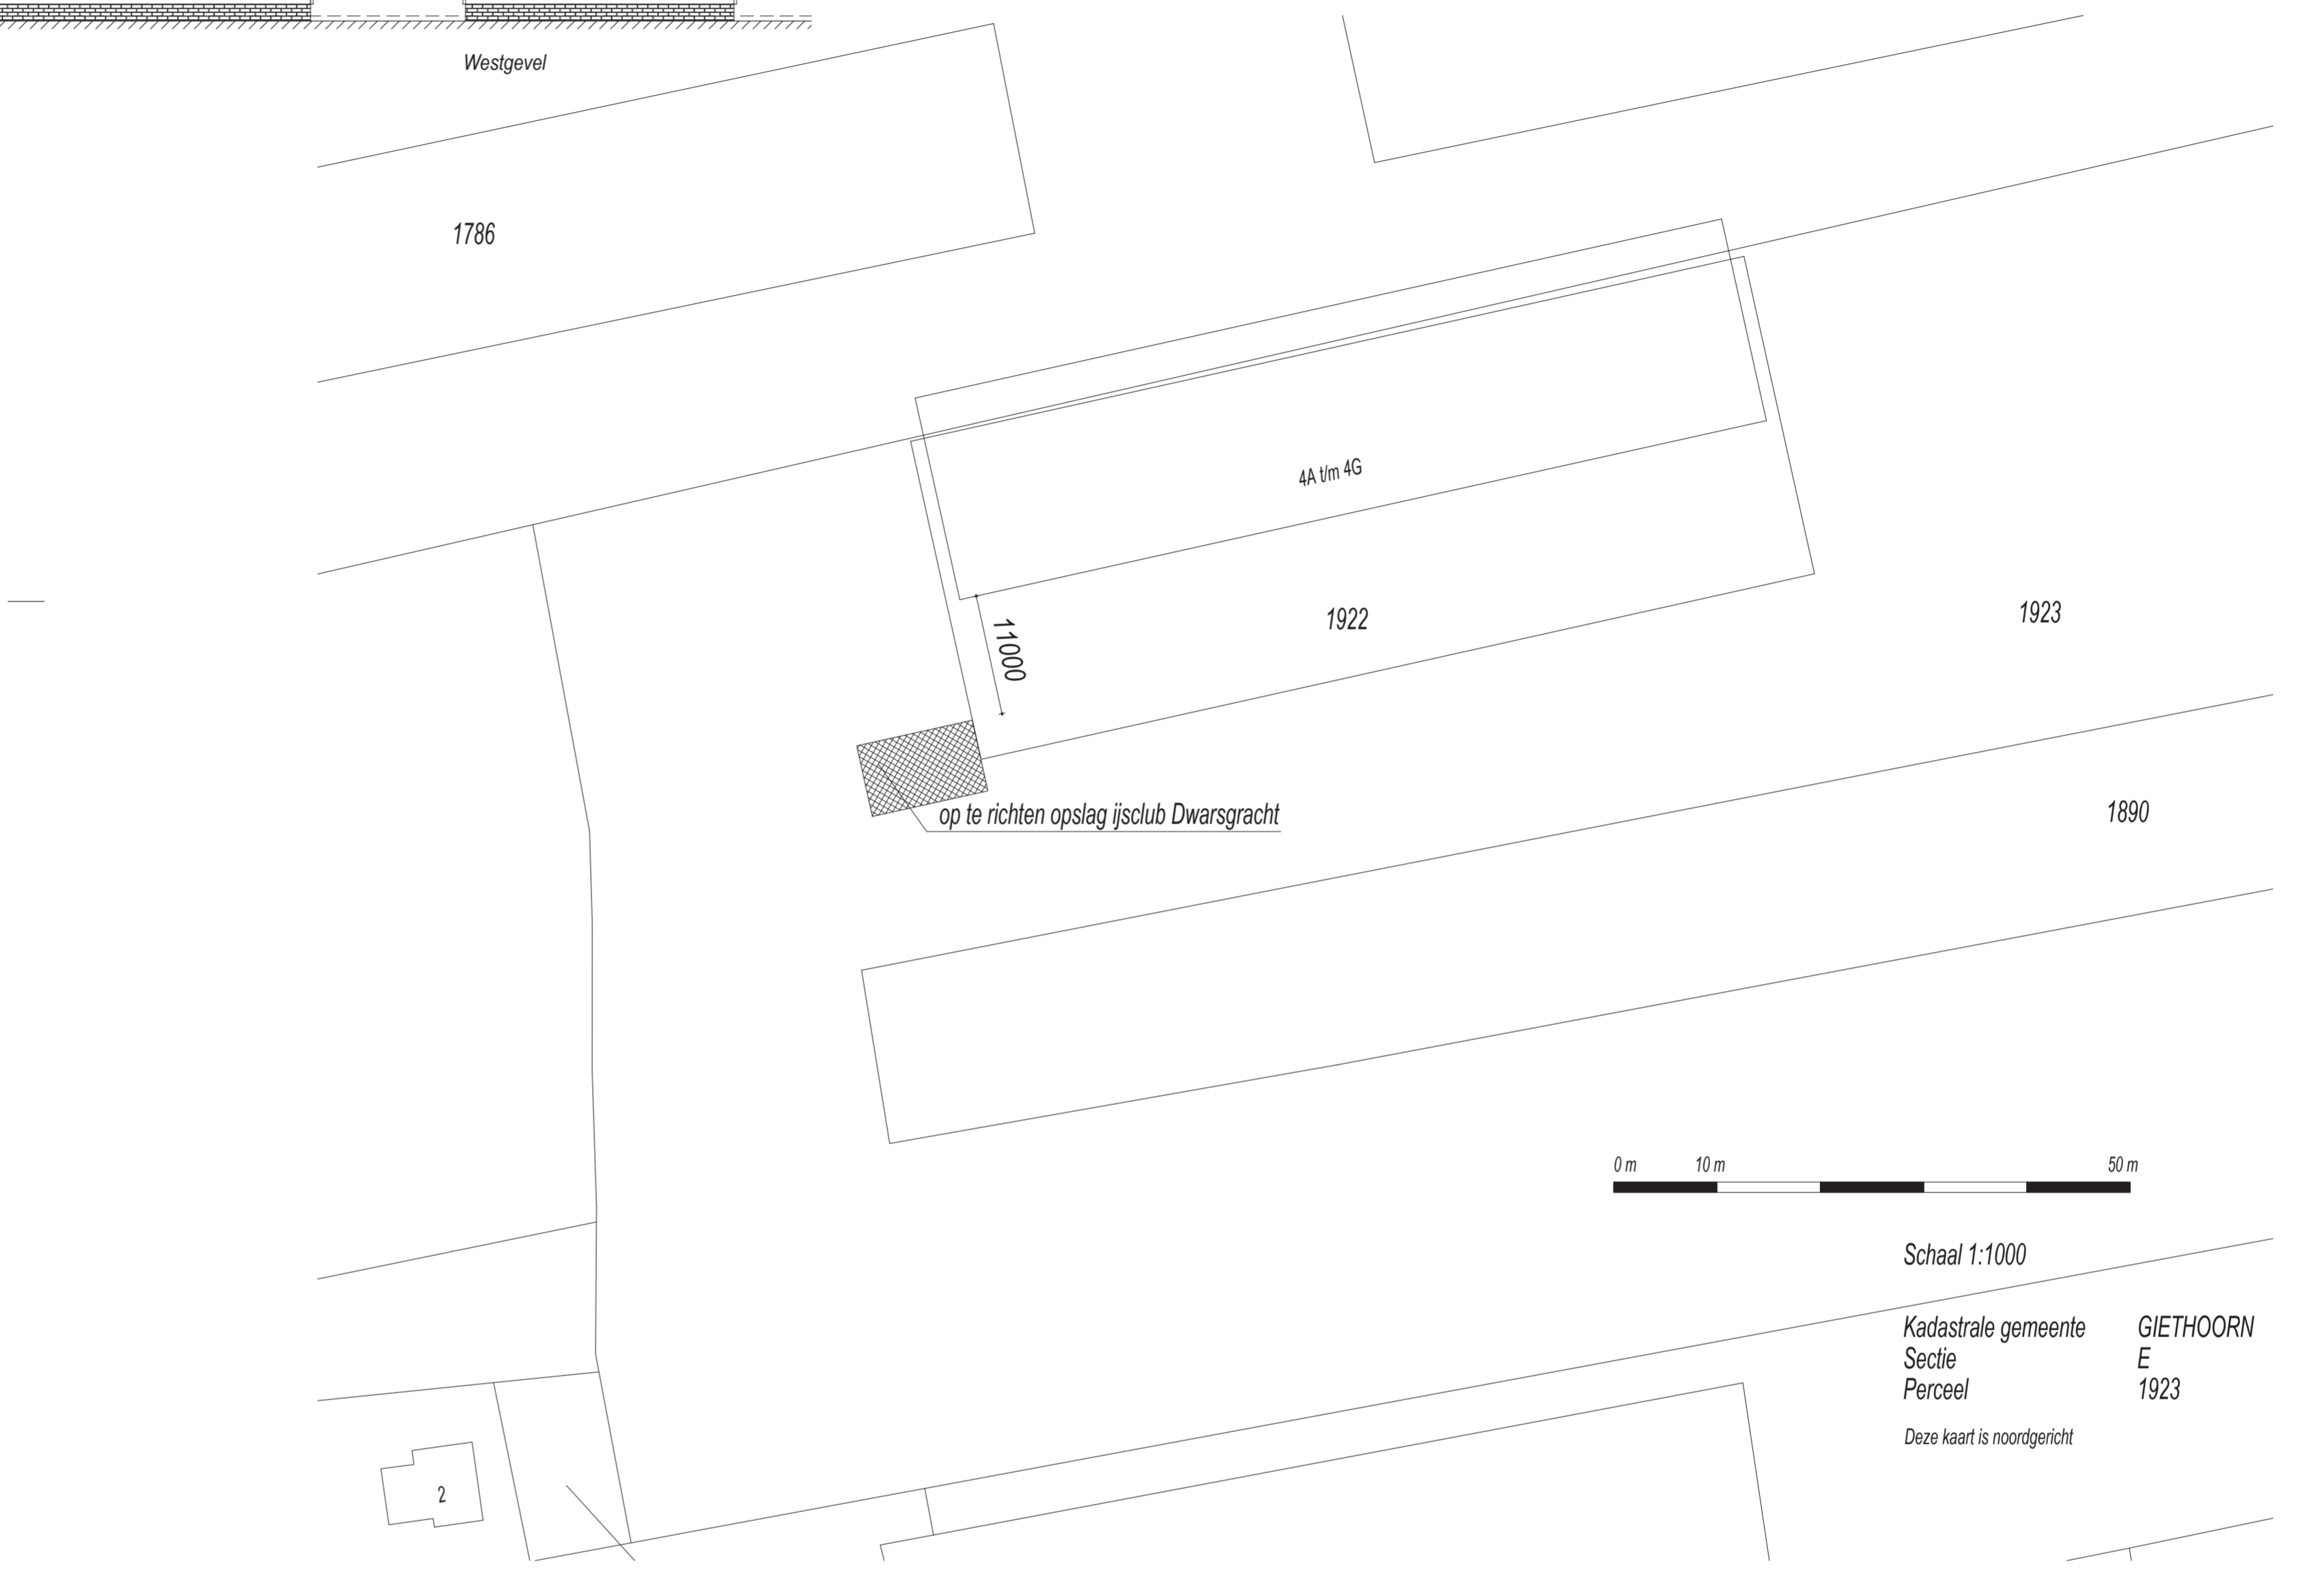 Westgevel
1786
4A t/m 4G
11000
1922
1923
op te richten opslag ijsclub Dwarsgracht
1890
0 m 10 m 50 m
Schaal 1:1000
Kadastrale gemeente GIETHOORN
Sectie E
Perceel 1923
Deze kaart is noordgericht
2